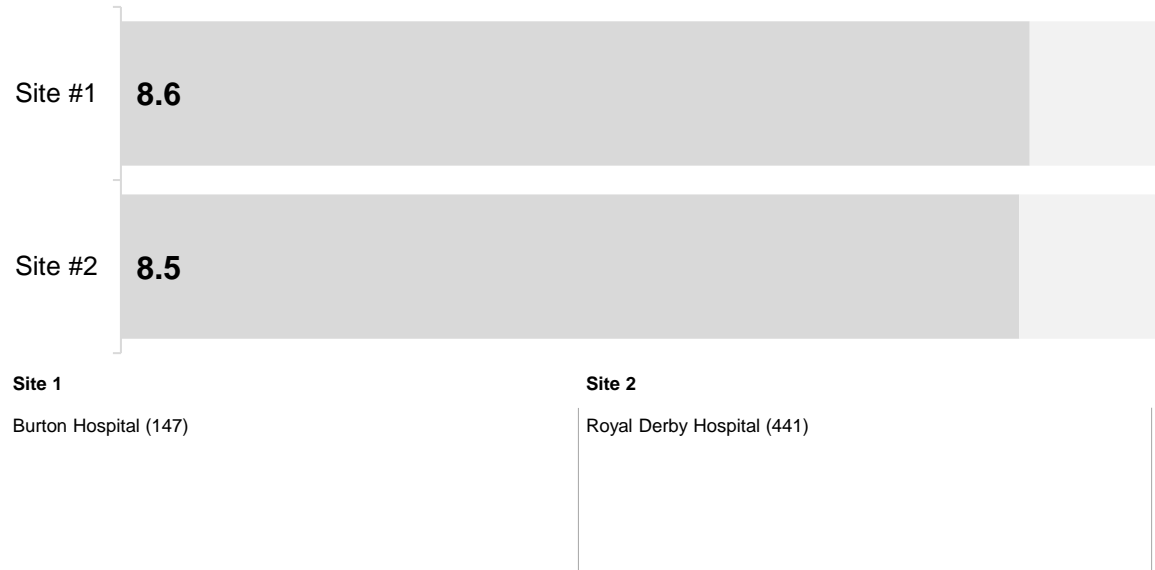 Site #1 8.6
Site #2 8.5
Site 1 Site 2
Burton Hospital (147) Royal Derby Hospital (441)